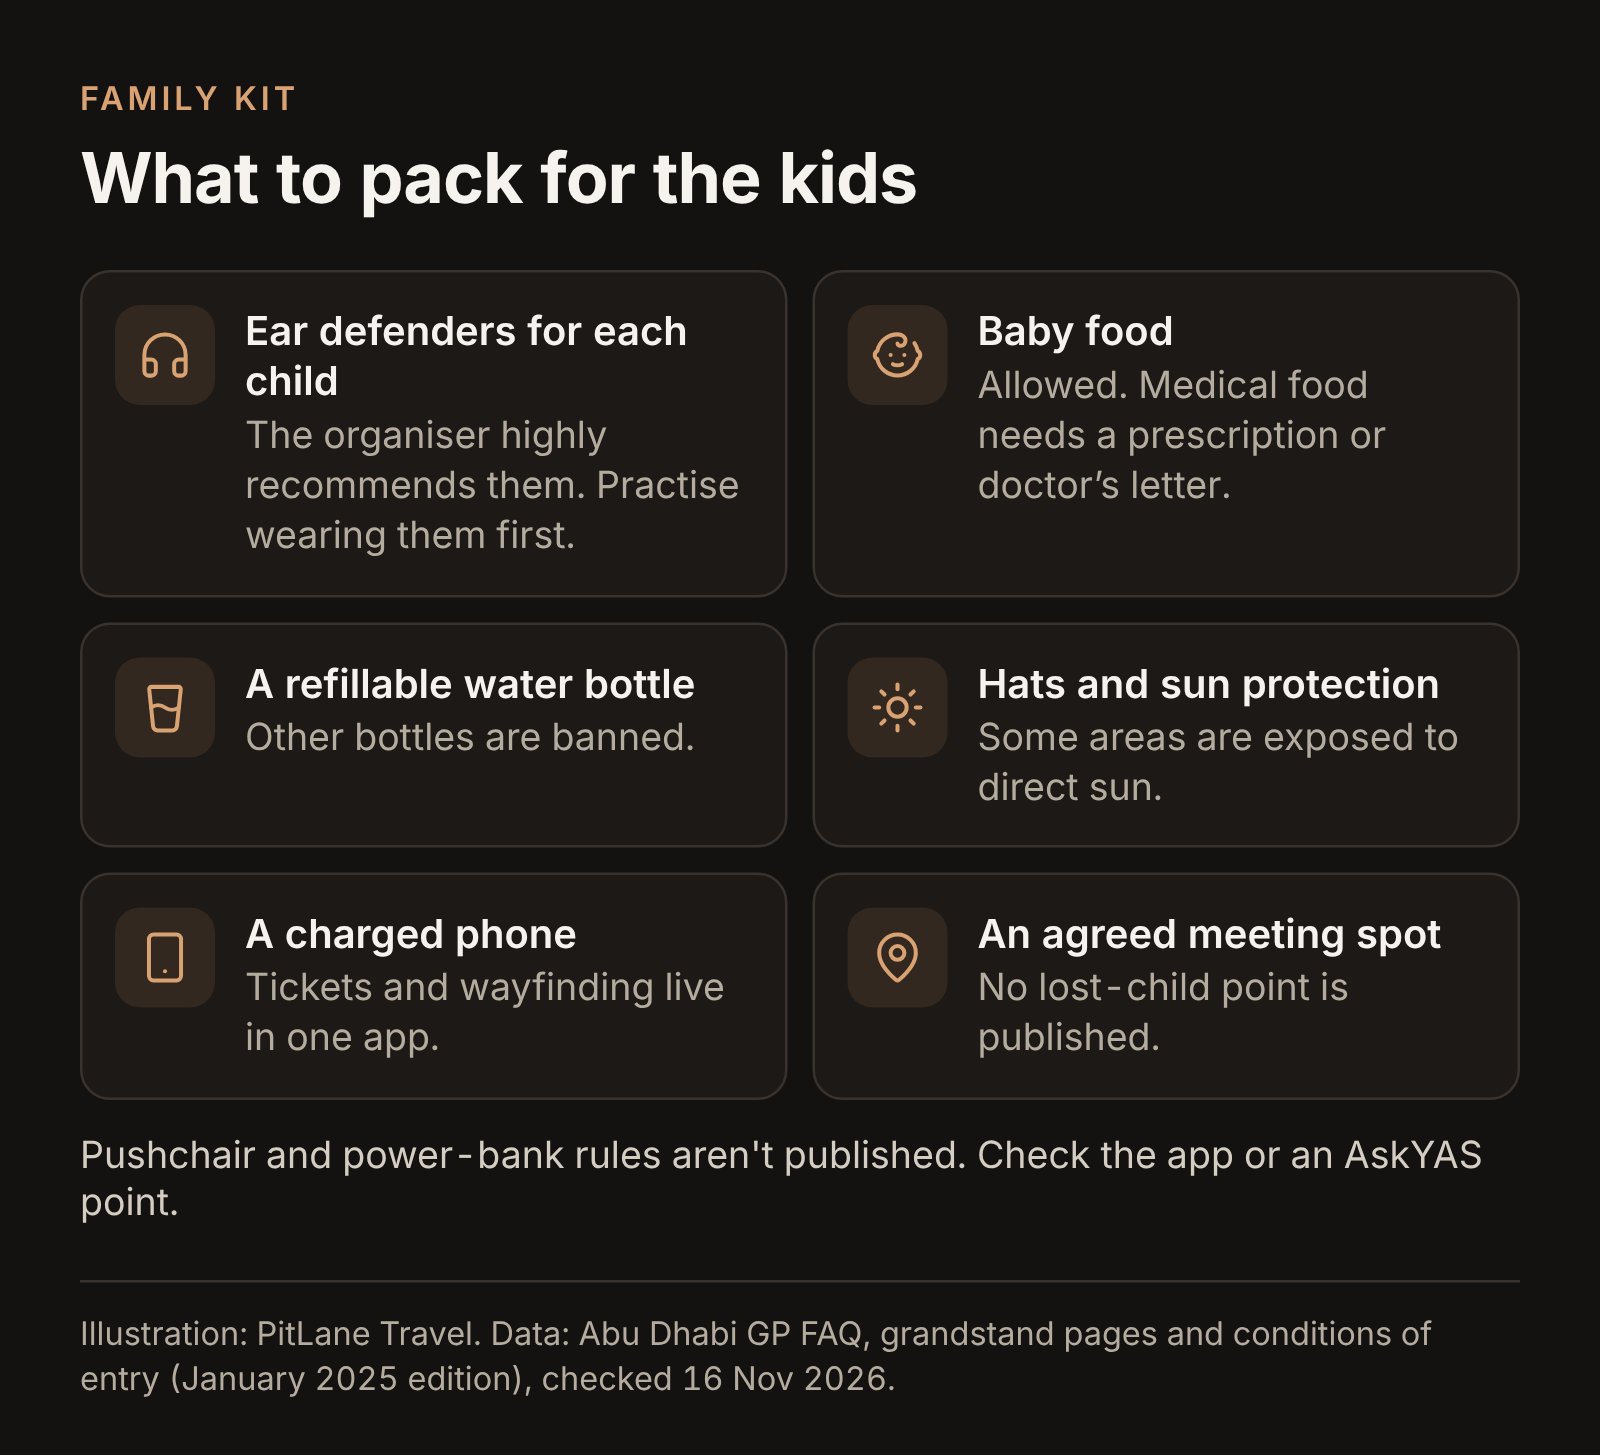 FAMILY KIT
What to pack for the kids
Ear defenders for each
child
The organiser highly
recommends them. Practise
wearing them first.
Baby food
Allowed. Medical food
needs a prescription or
doctor’s letter.
A refillable water bottle
Other bottles are banned.
Hats and sun protection
Some areas are exposed to
direct sun.
A charged phone
Tickets and wayfinding live
in one app.
An agreed meeting spot
No lost-child point is
published.
Pushchair and power-bank rules aren't published. Check the app or an AskYAS
point.
Illustration: PitLane Travel. Data: Abu Dhabi GP FAQ, grandstand pages and conditions of
entry (January 2025 edition), checked 16 Nov 2026.